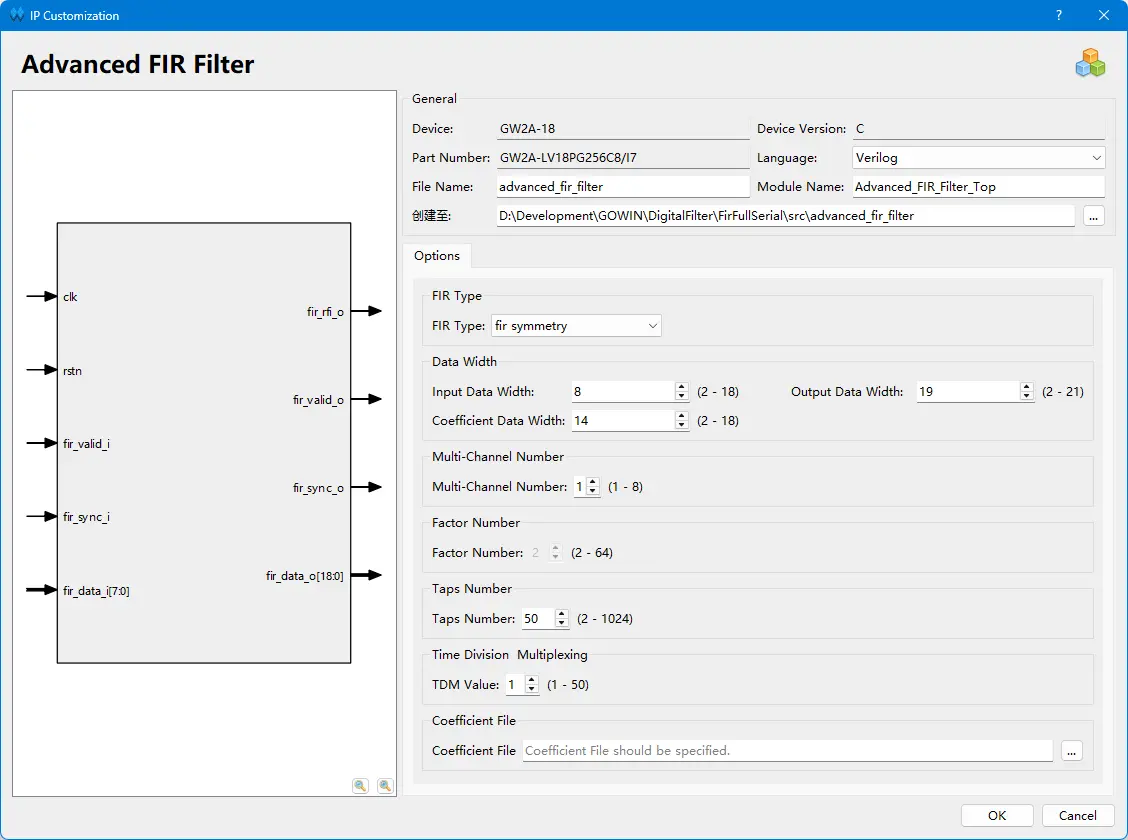 IP Customization
?
Advanced FIR Filter
clk
rstn
fir_valid_i
fir_sync_i
fir_data_i[7:0]
fir_rfi_o
fir_valid_o
fir_sync_o
fir_data_o[18:0]
General
Device: GW2A-18 Device Version: C
Part Number: GW2A-LV18PG256C8/I7 Language: Verilog
File Name: advanced_fir_filter Module Name: Advanced_FIR_Filter_Top
创建至: D:\Development\GOWIN\DigitalFilter\FirFullSerial\src\advanced_fir_filter ...
Options
FIR Type
FIR Type: fir symmetry
Data Width
Input Data Width: 8 (2 - 18) Output Data Width: 19 (2 - 21)
Coefficient Data Width: 14 (2 - 18)
Multi-Channel Number
Multi-Channel Number: 1 (1 - 8)
Factor Number
Factor Number: 2 (2 - 64)
Taps Number
Taps Number: 50 (2 - 1024)
Time Division Multiplexing
TDM Value: 1 (1 - 50)
Coefficient File
Coefficient File Coefficient File should be specified. ...
OK Cancel